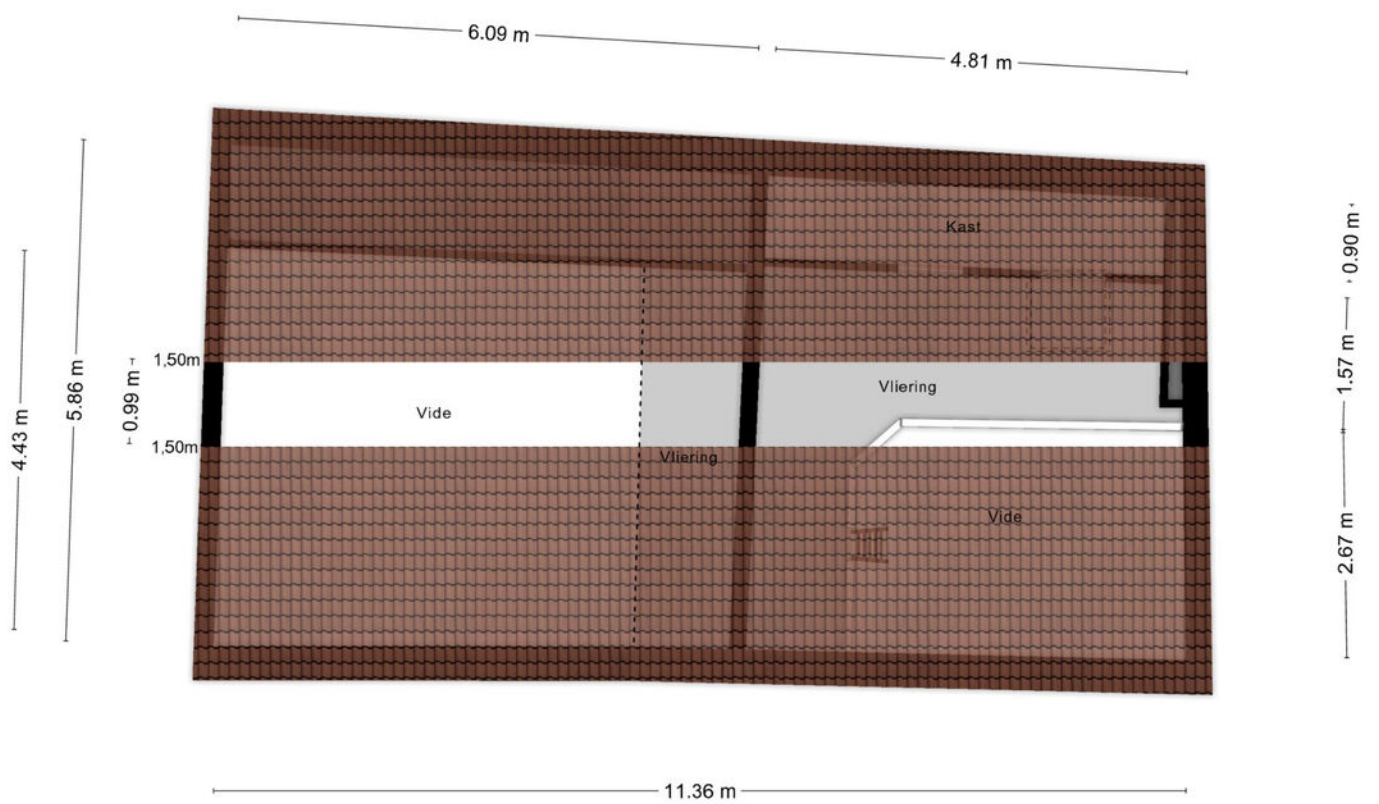 6.09 m
4.81 m
Kast
0.90 m
1,50m
Vliering
1.57 m
5.86 m
0.99 m
Vide
4.43 m
1,50m
Vliering
Vide
2.67 m
11.36 m